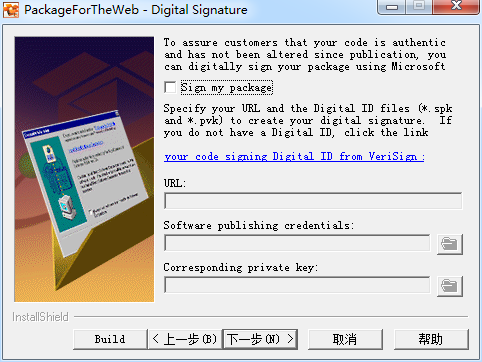 PackageForTheWeb - Digital Signature
To assure customers that your code is authentic
and has not been altered since publication, you
can digitally sign your package using Microsoft
Sign my package
Specify your URL and the Digital ID files (*.spk
and *.pvk) to create your digital signature.  If
you do not have a Digital ID, click the link
your code signing Digital ID from VeriSign:
URL:
Software publishing credentials:
Corresponding private key:
InstallShield
Build
< 上一步(B)
下一步(N) >
取消
帮助